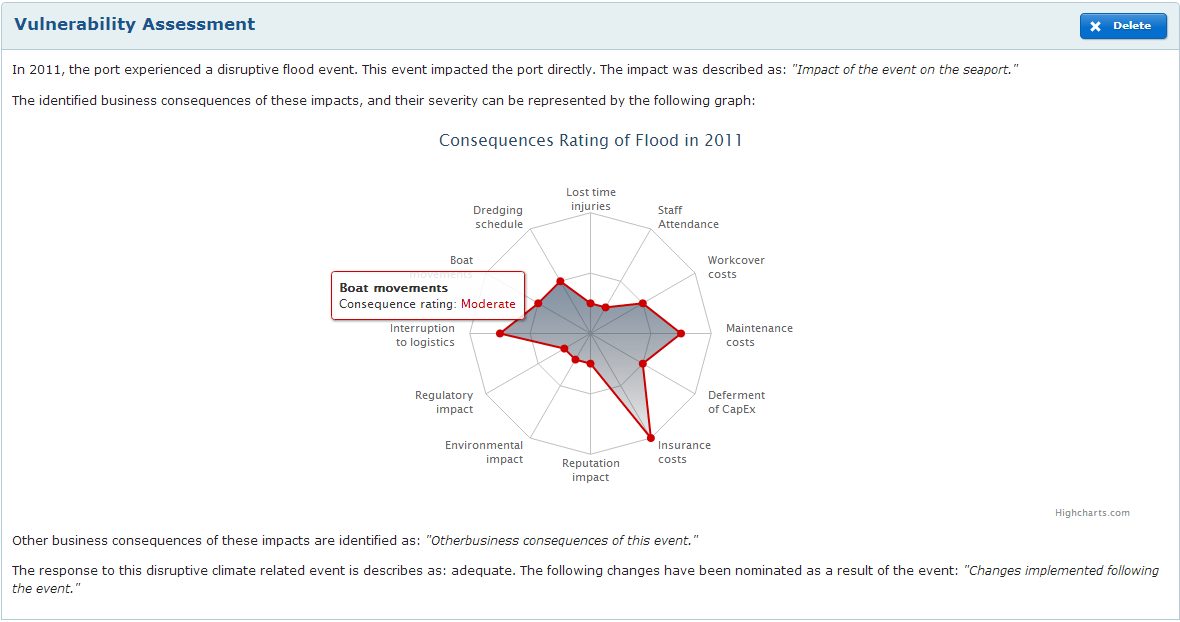 Vulnerability Assessment
Delete
In 2011, the port experienced a disruptive flood event. This event impacted the port directly. The impact was described as: "Impact of the event on the seaport."
The identified business consequences of these impacts, and their severity can be represented by the following graph:
Consequences Rating of Flood in 2011
Lost time
injuries
Staff
Attendance
Workcover
costs
Maintenance
costs
Deferment
of CapEx
Insurance
costs
Reputation
impact
Environmental
impact
Regulatory
impact
Interruption
to logistics
Boat
movements
Dredging
schedule
Boat movements
Consequence rating: Moderate
Highcharts.com
Other business consequences of these impacts are identified as: "Otherbusiness consequences of this event."
The response to this disruptive climate related event is describes as: adequate. The following changes have been nominated as a result of the event: "Changes implemented following
the event."